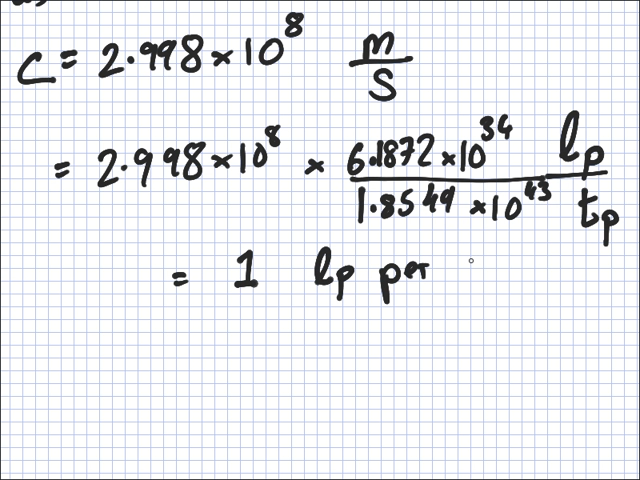 C = 2.998 × 10^8 m/s
= 2.998 × 10^8 × (6.1872 × 10^34)/(1.8549 × 10^43) lp/tp
= 1 lp per